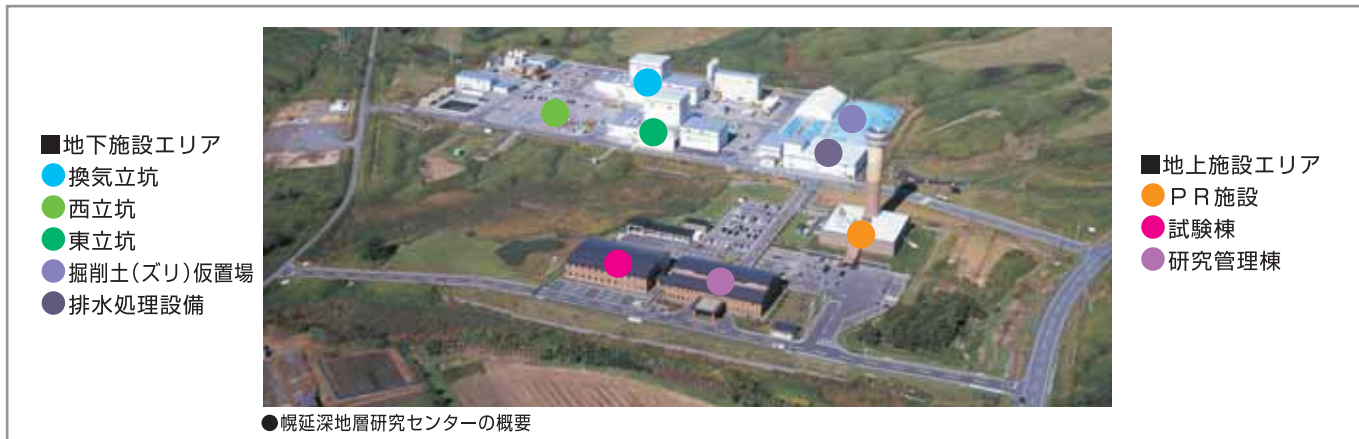 ■地下施設エリア
●換気立坑
●西立坑
●東立坑
●掘削土(ズリ)仮置場
●排水処理設備
■地上施設エリア
●PR施設
●試験棟
●研究管理棟
●幌延深地層研究センターの概要